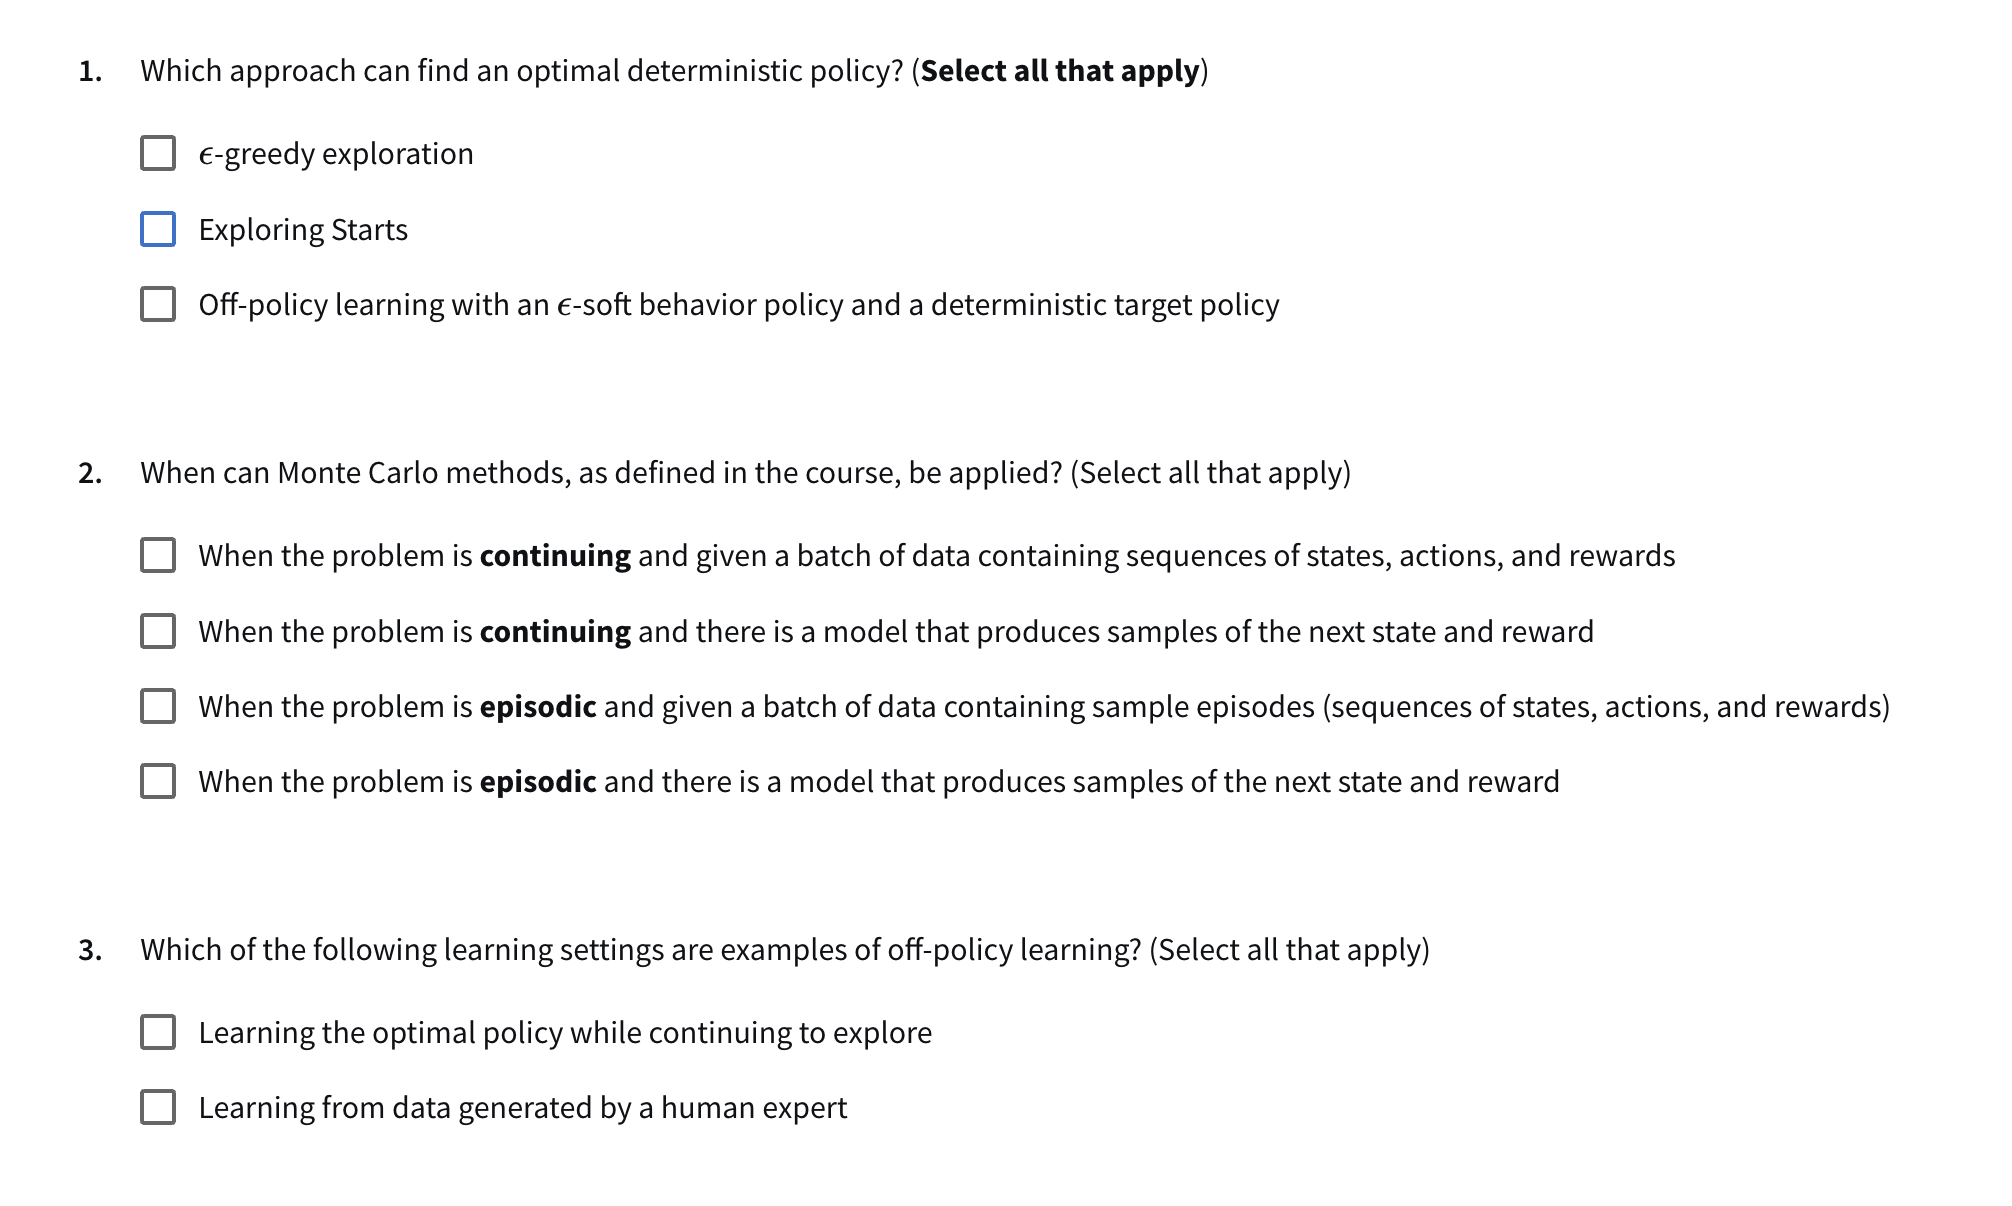 1. Which approach can find an optimal deterministic policy? (Select all that apply)
ϵ-greedy exploration
Exploring Starts
Off-policy learning with an ϵ-soft behavior policy and a deterministic target policy
2. When can Monte Carlo methods, as defined in the course, be applied? (Select all that apply)
When the problem is continuing and given a batch of data containing sequences of states, actions, and rewards
When the problem is continuing and there is a model that produces samples of the next state and reward
When the problem is episodic and given a batch of data containing sample episodes (sequences of states, actions, and rewards)
When the problem is episodic and there is a model that produces samples of the next state and reward
3. Which of the following learning settings are examples of off-policy learning? (Select all that apply)
Learning the optimal policy while continuing to explore
Learning from data generated by a human expert